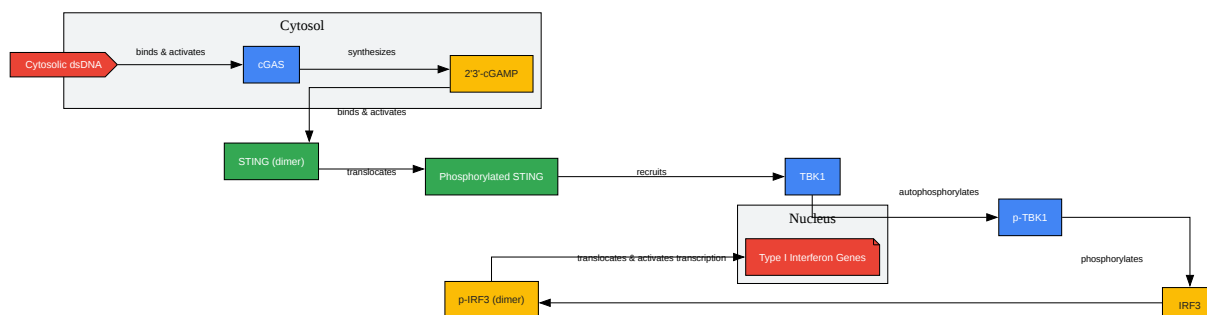 Cytosol
Cytosolic dsDNA
binds & activates
cGAS
synthesizes
2'3'-cGAMP
binds & activates
STING (dimer)
translocates
Phosphorylated STING
recruits
TBK1
autophosphorylates
p-TBK1
Nucleus
Type I Interferon Genes
translocates & activates transcription
phosphorylates
p-IRF3 (dimer)
IRF3